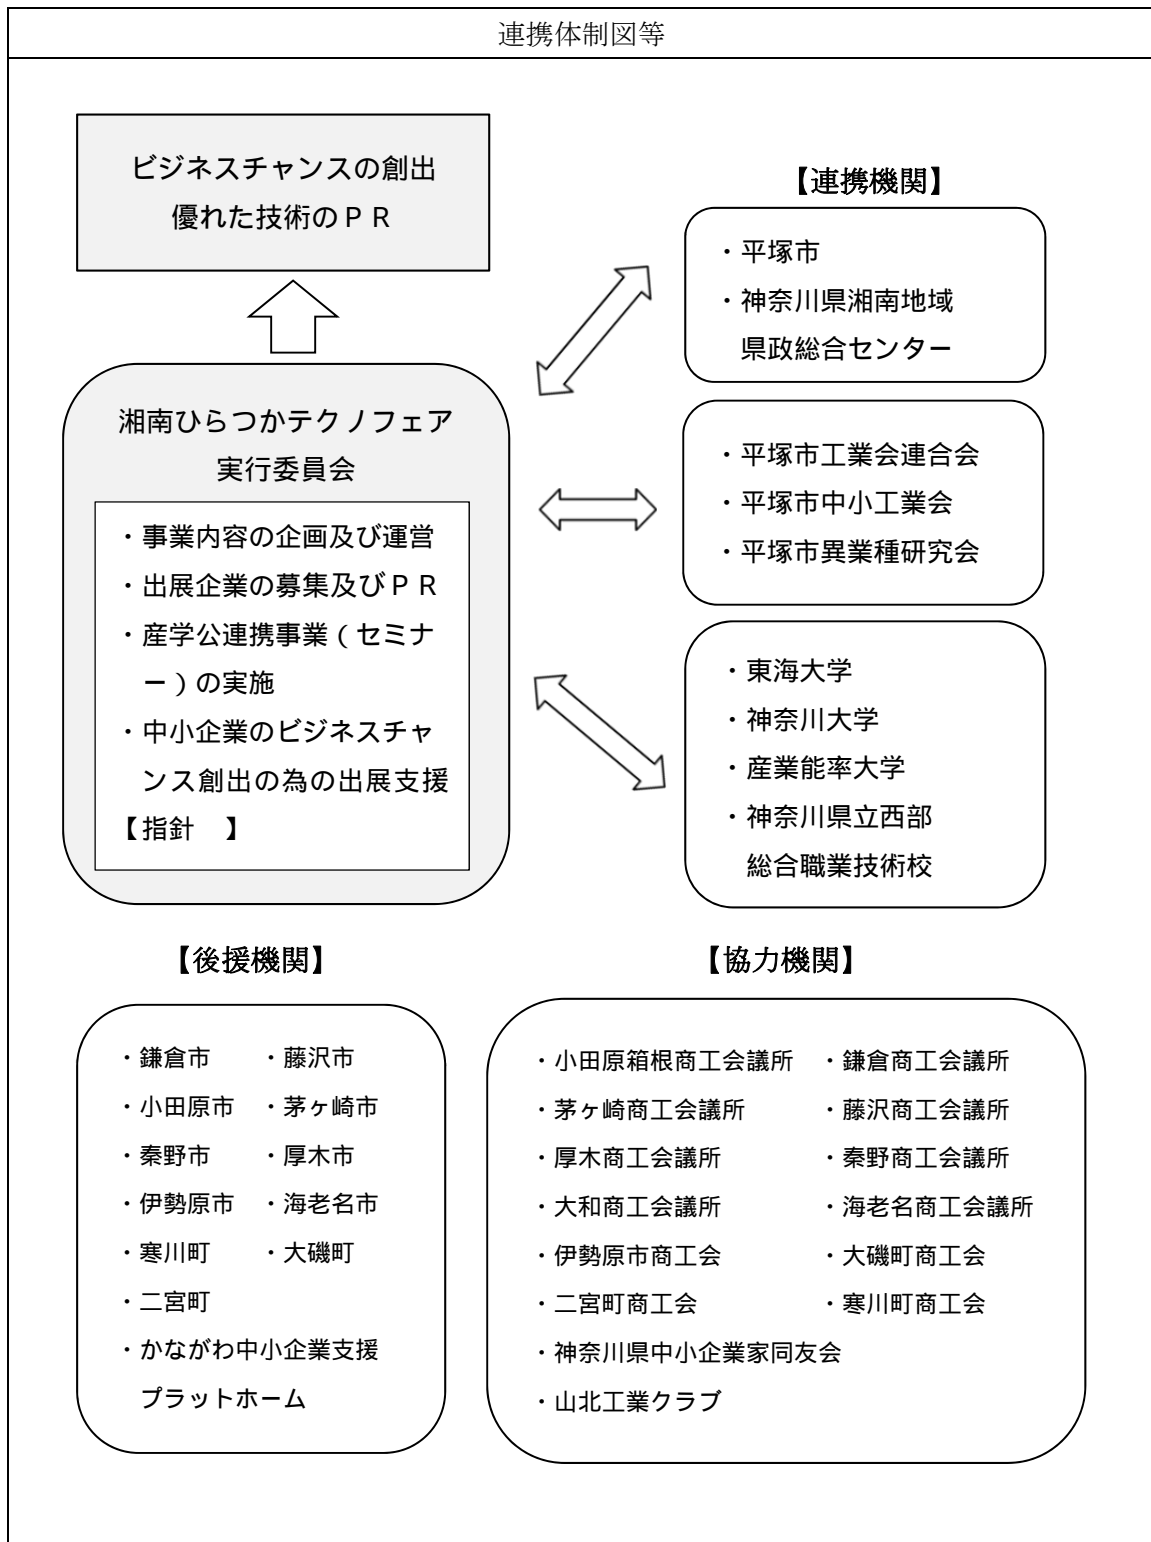 連携体制図等
ビジネスチャンスの創出
優れた技術のPR
湘南ひらつかテクノフェア
実行委員会
・事業内容の企画及び運営
・出展企業の募集及びPR
・産学公連携事業(セミナ
ー)の実施
・中小企業のビジネスチャ
ンス創出の為の出展支援
【指針　】
【連携機関】
・平塚市
・神奈川県湘南地域
県政総合センター
・平塚市工業会連合会
・平塚市中小工業会
・平塚市異業種研究会
・東海大学
・神奈川大学
・産業能率大学
・神奈川県立西部
総合職業技術校
【後援機関】
・鎌倉市　・藤沢市
・小田原市　・茅ヶ崎市
・秦野市　・厚木市
・伊勢原市　・海老名市
・寒川町　・大磯町
・二宮町
・かながわ中小企業支援
プラットホーム
【協力機関】
・小田原箱根商工会議所　・鎌倉商工会議所
・茅ヶ崎商工会議所　・藤沢商工会議所
・厚木商工会議所　・秦野商工会議所
・大和商工会議所　・海老名商工会議所
・伊勢原市商工会　・大磯町商工会
・二宮町商工会　・寒川町商工会
・神奈川県中小企業家同友会
・山北工業クラブ